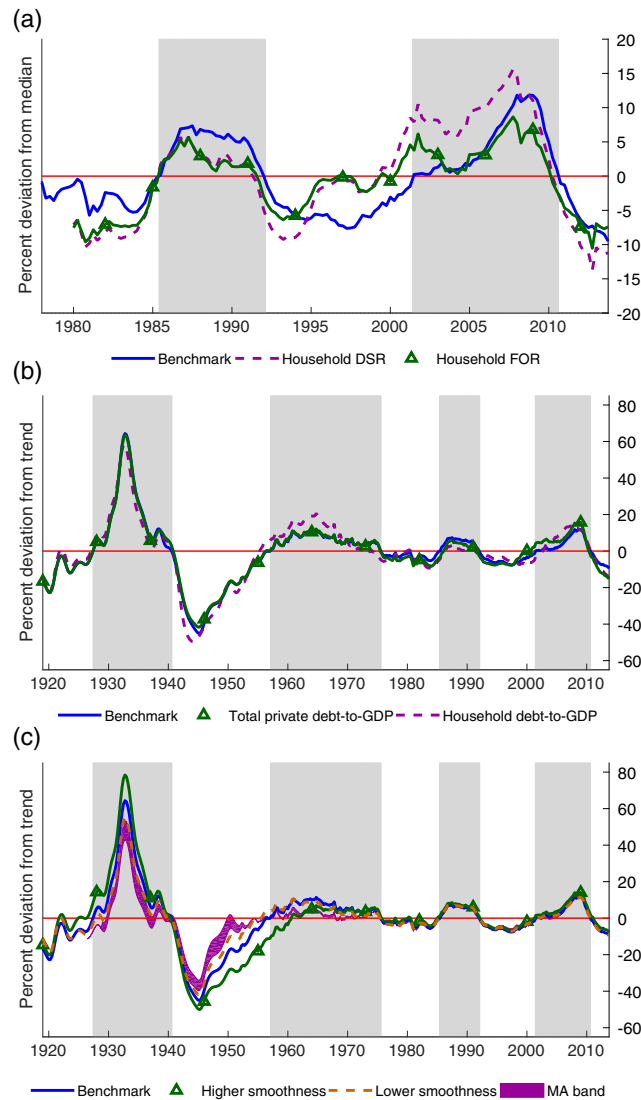 (a)
Percent deviation from median
20
15
10
5
0
-5
-10
-15
-20
1980 1985 1990 1995 2000 2005 2010
Benchmark Household DSR Household FOR
(b)
Percent deviation from trend
80
60
40
20
0
-20
-40
-60
1920 1930 1940 1950 1960 1970 1980 1990 2000 2010
Benchmark Total private debt-to-GDP Household debt-to-GDP
(c)
Percent deviation from trend
80
60
40
20
0
-20
-40
-60
1920 1930 1940 1950 1960 1970 1980 1990 2000 2010
Benchmark Higher smoothness Lower smoothness MA band